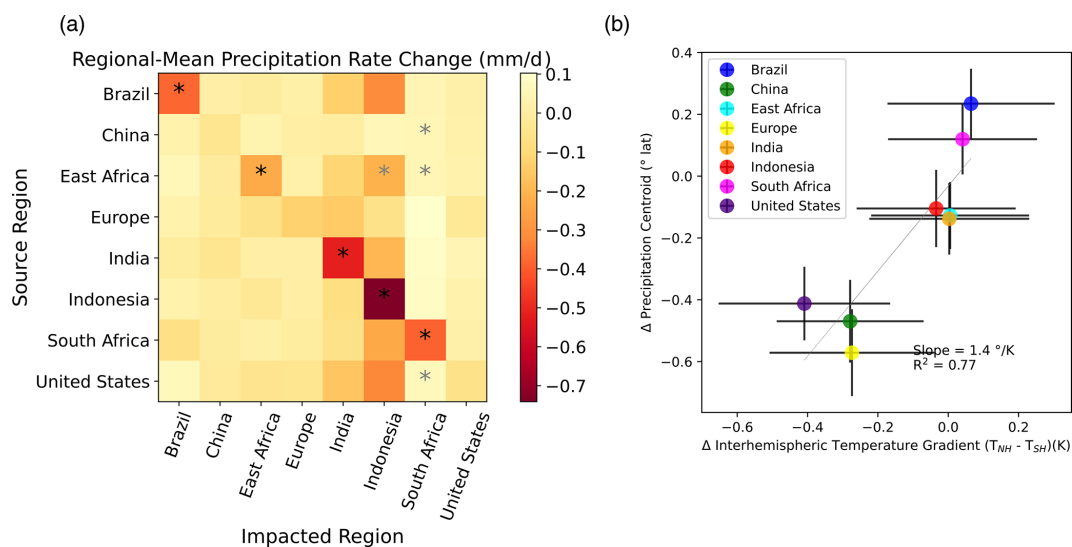 (a)
Regional-Mean Precipitation Rate Change (mm/d)
Source Region
Brazil
China
East Africa
Europe
India
Indonesia
South Africa
United States
*
*
*
*
*
*
*
*
*
*
Brazil
China
East Africa
Europe
India
Indonesia
South Africa
United States
Impacted Region
0.1
0.0
−0.1
−0.2
−0.3
−0.4
−0.5
−0.6
−0.7
(b)
Δ Precipitation Centroid (° lat)
0.4
0.2
0.0
−0.2
−0.4
−0.6
Brazil
China
East Africa
Europe
India
Indonesia
South Africa
United States
Slope = 1.4 °/K
R² = 0.77
−0.6
−0.4
−0.2
0.0
0.2
Δ Interhemispheric Temperature Gradient (T_NH - T_SH)(K)